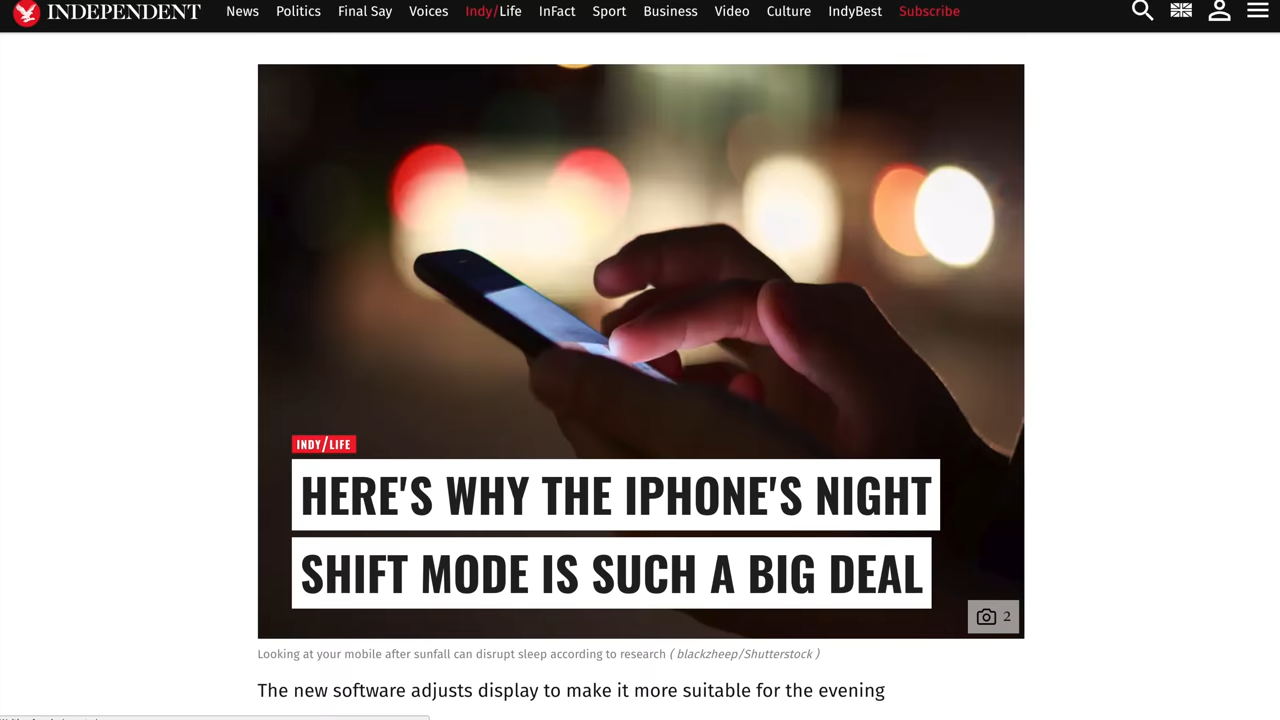 INDEPENDENT
News Politics Final Say Voices Indy/Life InFact Sport Business Video Culture IndyBest Subscribe
INDY/LIFE
HERE'S WHY THE IPHONE'S NIGHT
SHIFT MODE IS SUCH A BIG DEAL
2
Looking at your mobile after sunfall can disrupt sleep according to research ( blackzheep/Shutterstock )
The new software adjusts display to make it more suitable for the evening